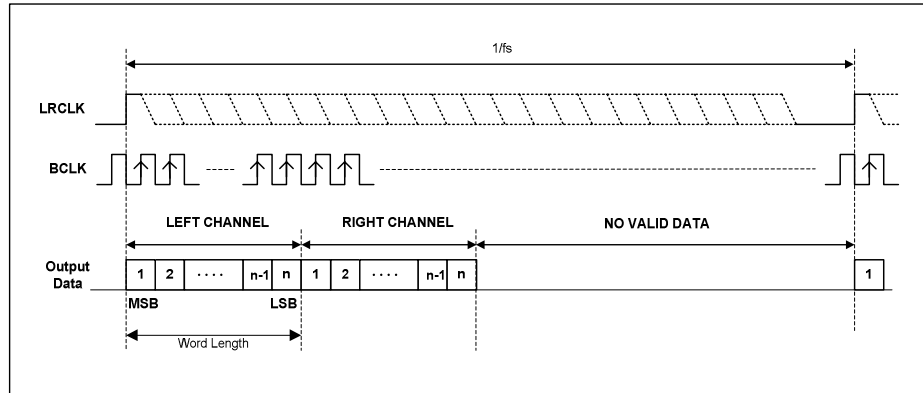 1/fs
LRCLK
BCLK
LEFT CHANNEL RIGHT CHANNEL NO VALID DATA
Output
Data
1 2 .... n-1 n 1 2 .... n-1 n 1
MSB LSB
Word Length